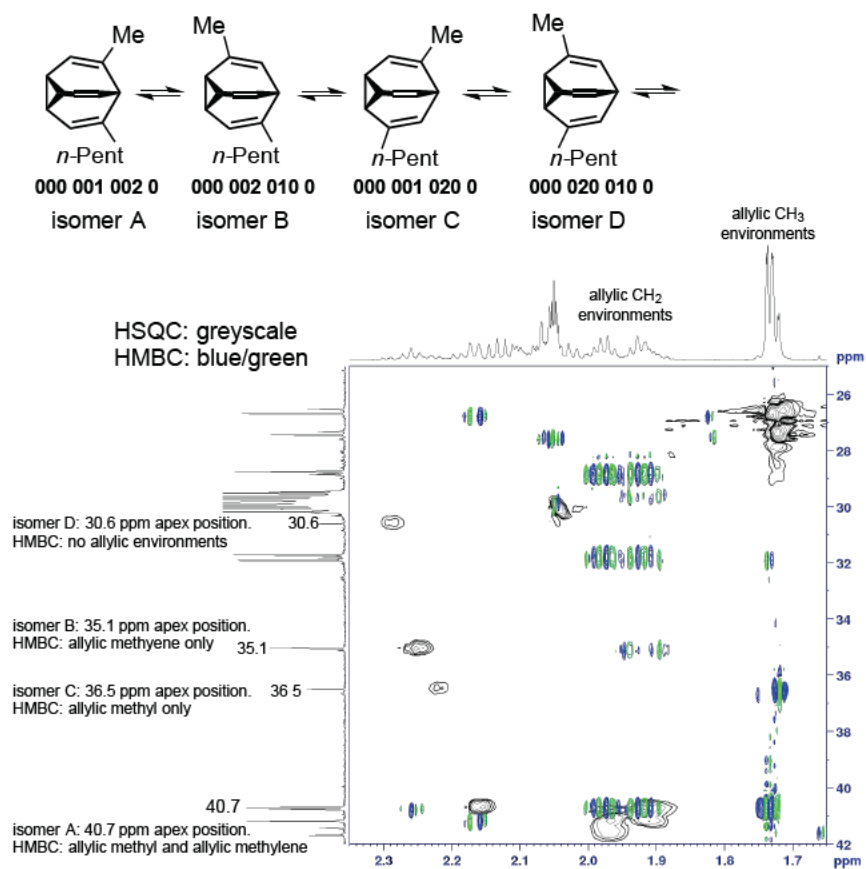 Me
Me
Me
Me
n-Pent
n-Pent
n-Pent
n-Pent
000 001 002 0
000 002 010 0
000 001 020 0
000 020 010 0
isomer A
isomer B
isomer C
isomer D
allylic CH3
environments
allylic CH2
environments
HSQC: greyscale
HMBC: blue/green
ppm
26
28
30
isomer D: 30.6 ppm apex position.
30.6
HMBC: no allylic environments
32
34
isomer B: 35.1 ppm apex position.
HMBC: allylic methyene only
35.1
36
isomer C: 36.5 ppm apex position.
36 5
HMBC: allylic methyl only
38
40
40.7
isomer A: 40.7 ppm apex position.
HMBC: allylic methyl and allylic methylene
42
2.3
2.2
2.1
2.0
1.9
1.8
1.7
ppm